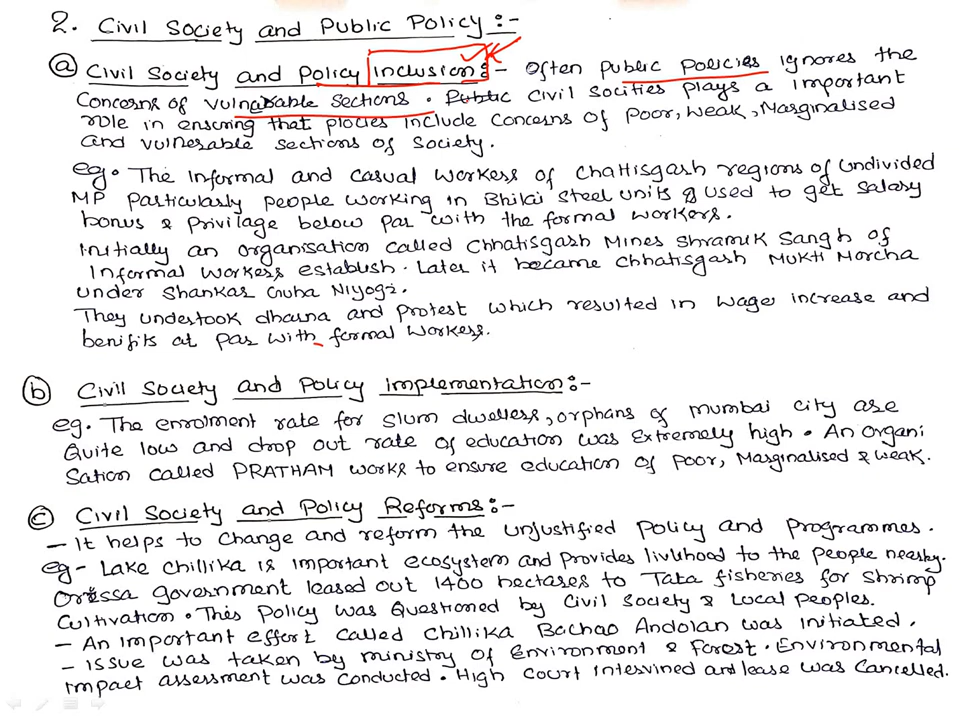 2. Civil Society and Public Policy :-
(a) Civil Society and Policy Inclusion :- Often public policies ignores the
Concerns of vulnarable sections. Public Civil Socities plays a important
role in ensuring that plocies include concerns of Poor, weak, Marginalised
and vulnerable sections of Society.
eg. The Informal and casual workers of Chattisgarh regions of undivided
MP Particularly people working in Bhilai Steel units & used to get salary
bonus & Privilage below par with the formal workers.
Initially an organisation called Chhatisgarh Mines Shramik Sangh of
Informal workers establish. Later it became Chhatisgarh Mukti Morcha
under Shankar Guha Niyogi.
They undertook dharna and Protest which resulted in wage increase and
benifits at par with formal workers.
(b) Civil Society and Policy Implementation :-
eg. The enrolment rate for slum dwellers, orphans of Mumbai city are
Quite low and drop out rate of education was Extremely high. An Organi
sation called PRATHAM works to ensure education of poor, Marginalised & weak.
(c) Civil Society and Policy Reforms :-
- It helps to Change and reform the unjustified Policy and programmes.
eg - Lake Chillika is important ecosystem and provides livlihood to the people nearby.
Oressa government leased out 1400 hectares to Tata fisheries for Shrimp
Cultivation. This Policy was Questioned by Civil Society & Local Peoples.
- An important effort called Chillika Bachao Andolan was initiated.
- Issue was taken by ministry of Environment & Forest. Environmental
Impact assessment was Conducted. High Court intervined and lease was Cancelled.